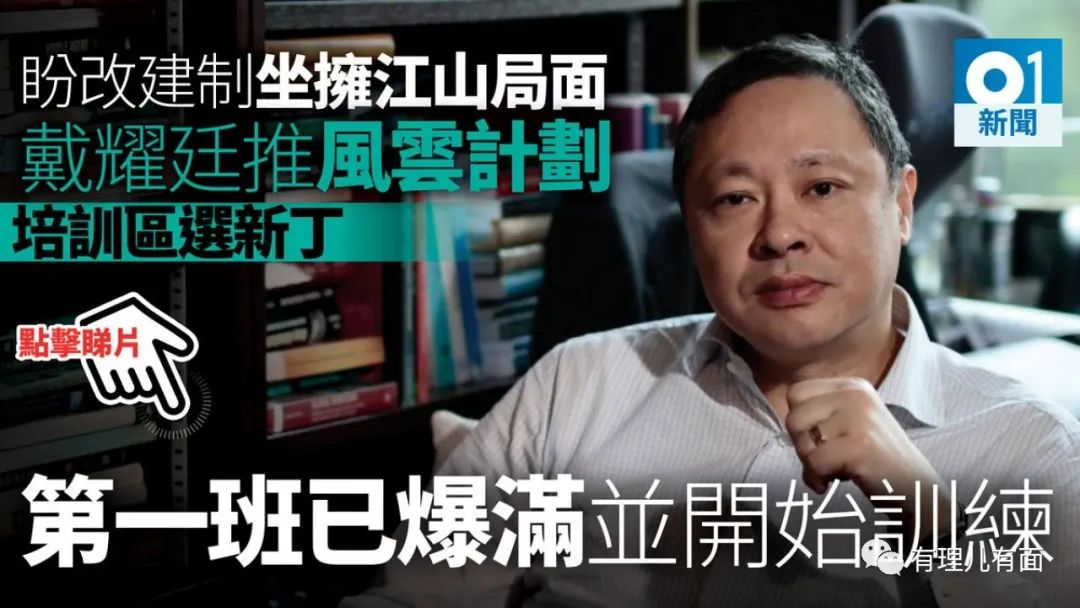 盼改建制坐擁江山局面
戴耀廷推風雲計劃
培訓區選新丁
01
新聞
點擊睇片
第一班已爆滿並開始訓練
有理儿有面